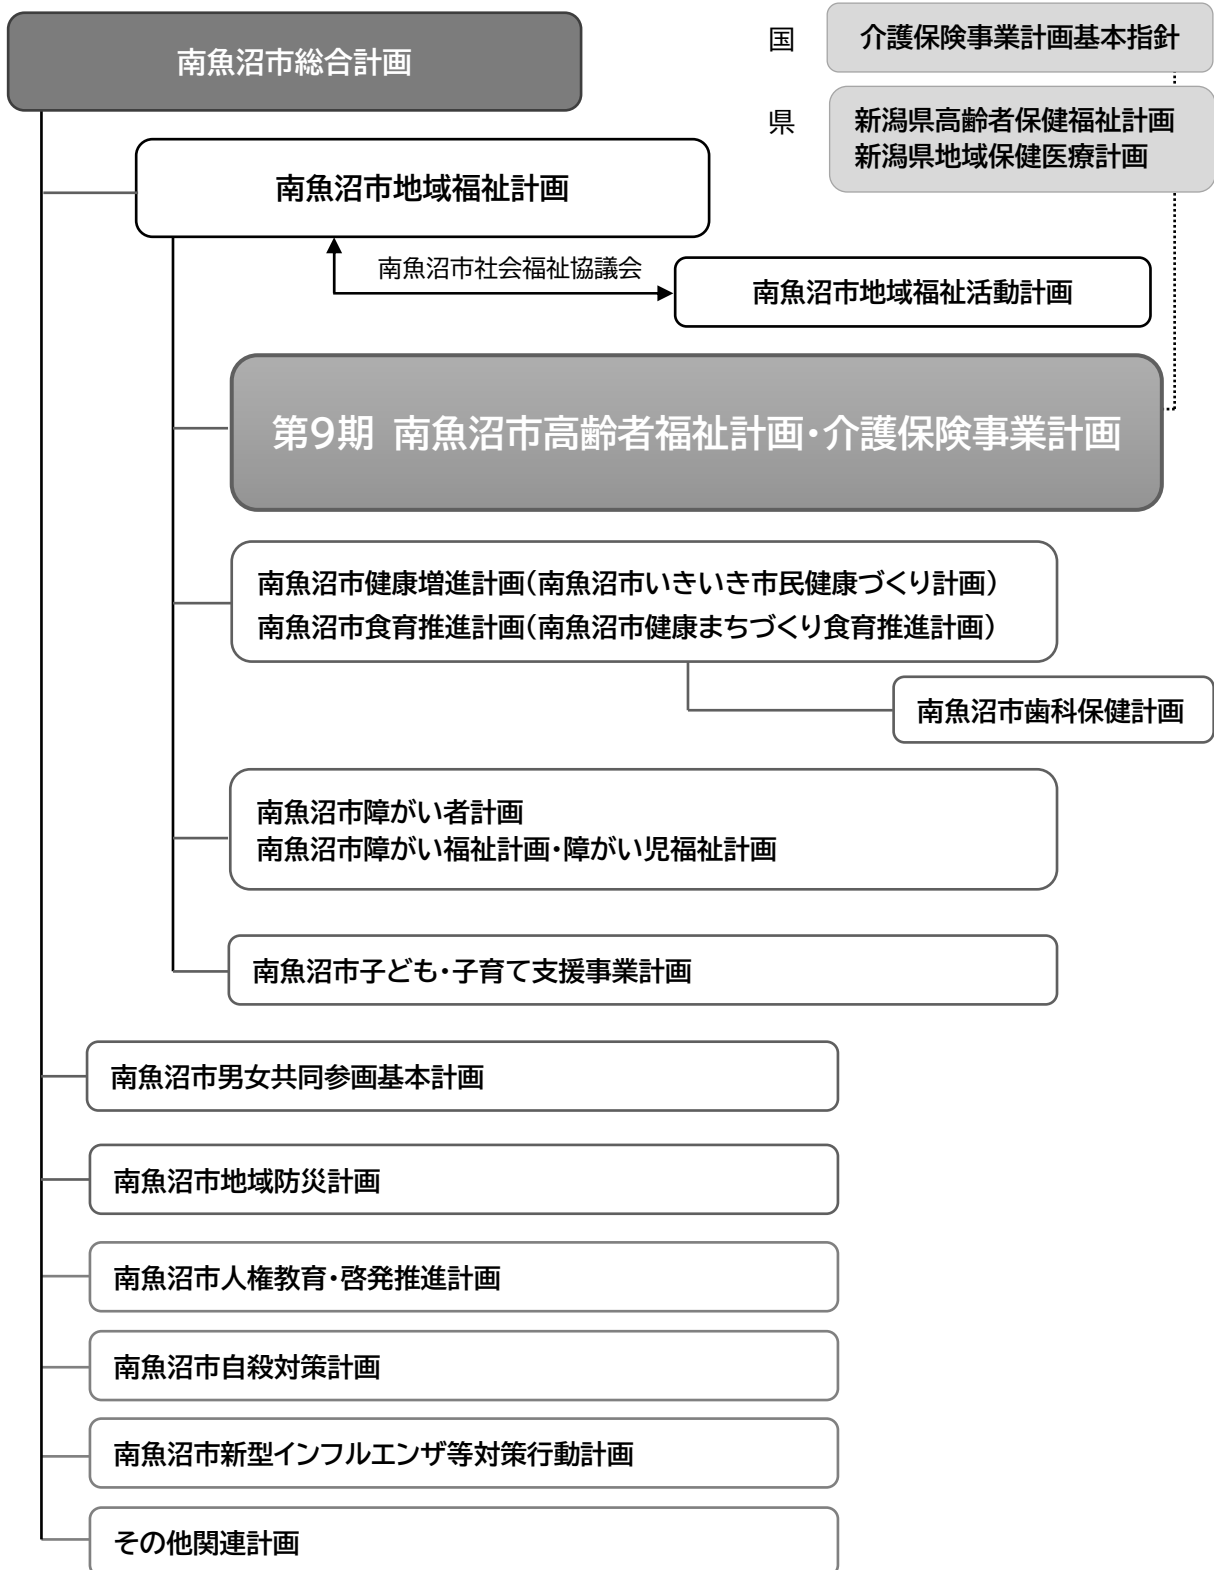 南魚沼市総合計画
国
介護保険事業計画基本指針
県
新潟県高齢者保健福祉計画
新潟県地域保健医療計画
南魚沼市地域福祉計画
南魚沼市社会福祉協議会
南魚沼市地域福祉活動計画
第9期 南魚沼市高齢者福祉計画・介護保険事業計画
南魚沼市健康増進計画（南魚沼市いきいき市民健康づくり計画）
南魚沼市食育推進計画（南魚沼市健康まちづくり食育推進計画）
南魚沼市歯科保健計画
南魚沼市障がい者計画
南魚沼市障がい福祉計画・障がい児福祉計画
南魚沼市子ども・子育て支援事業計画
南魚沼市男女共同参画基本計画
南魚沼市地域防災計画
南魚沼市人権教育・啓発推進計画
南魚沼市自殺対策計画
南魚沼市新型インフルエンザ等対策行動計画
その他関連計画